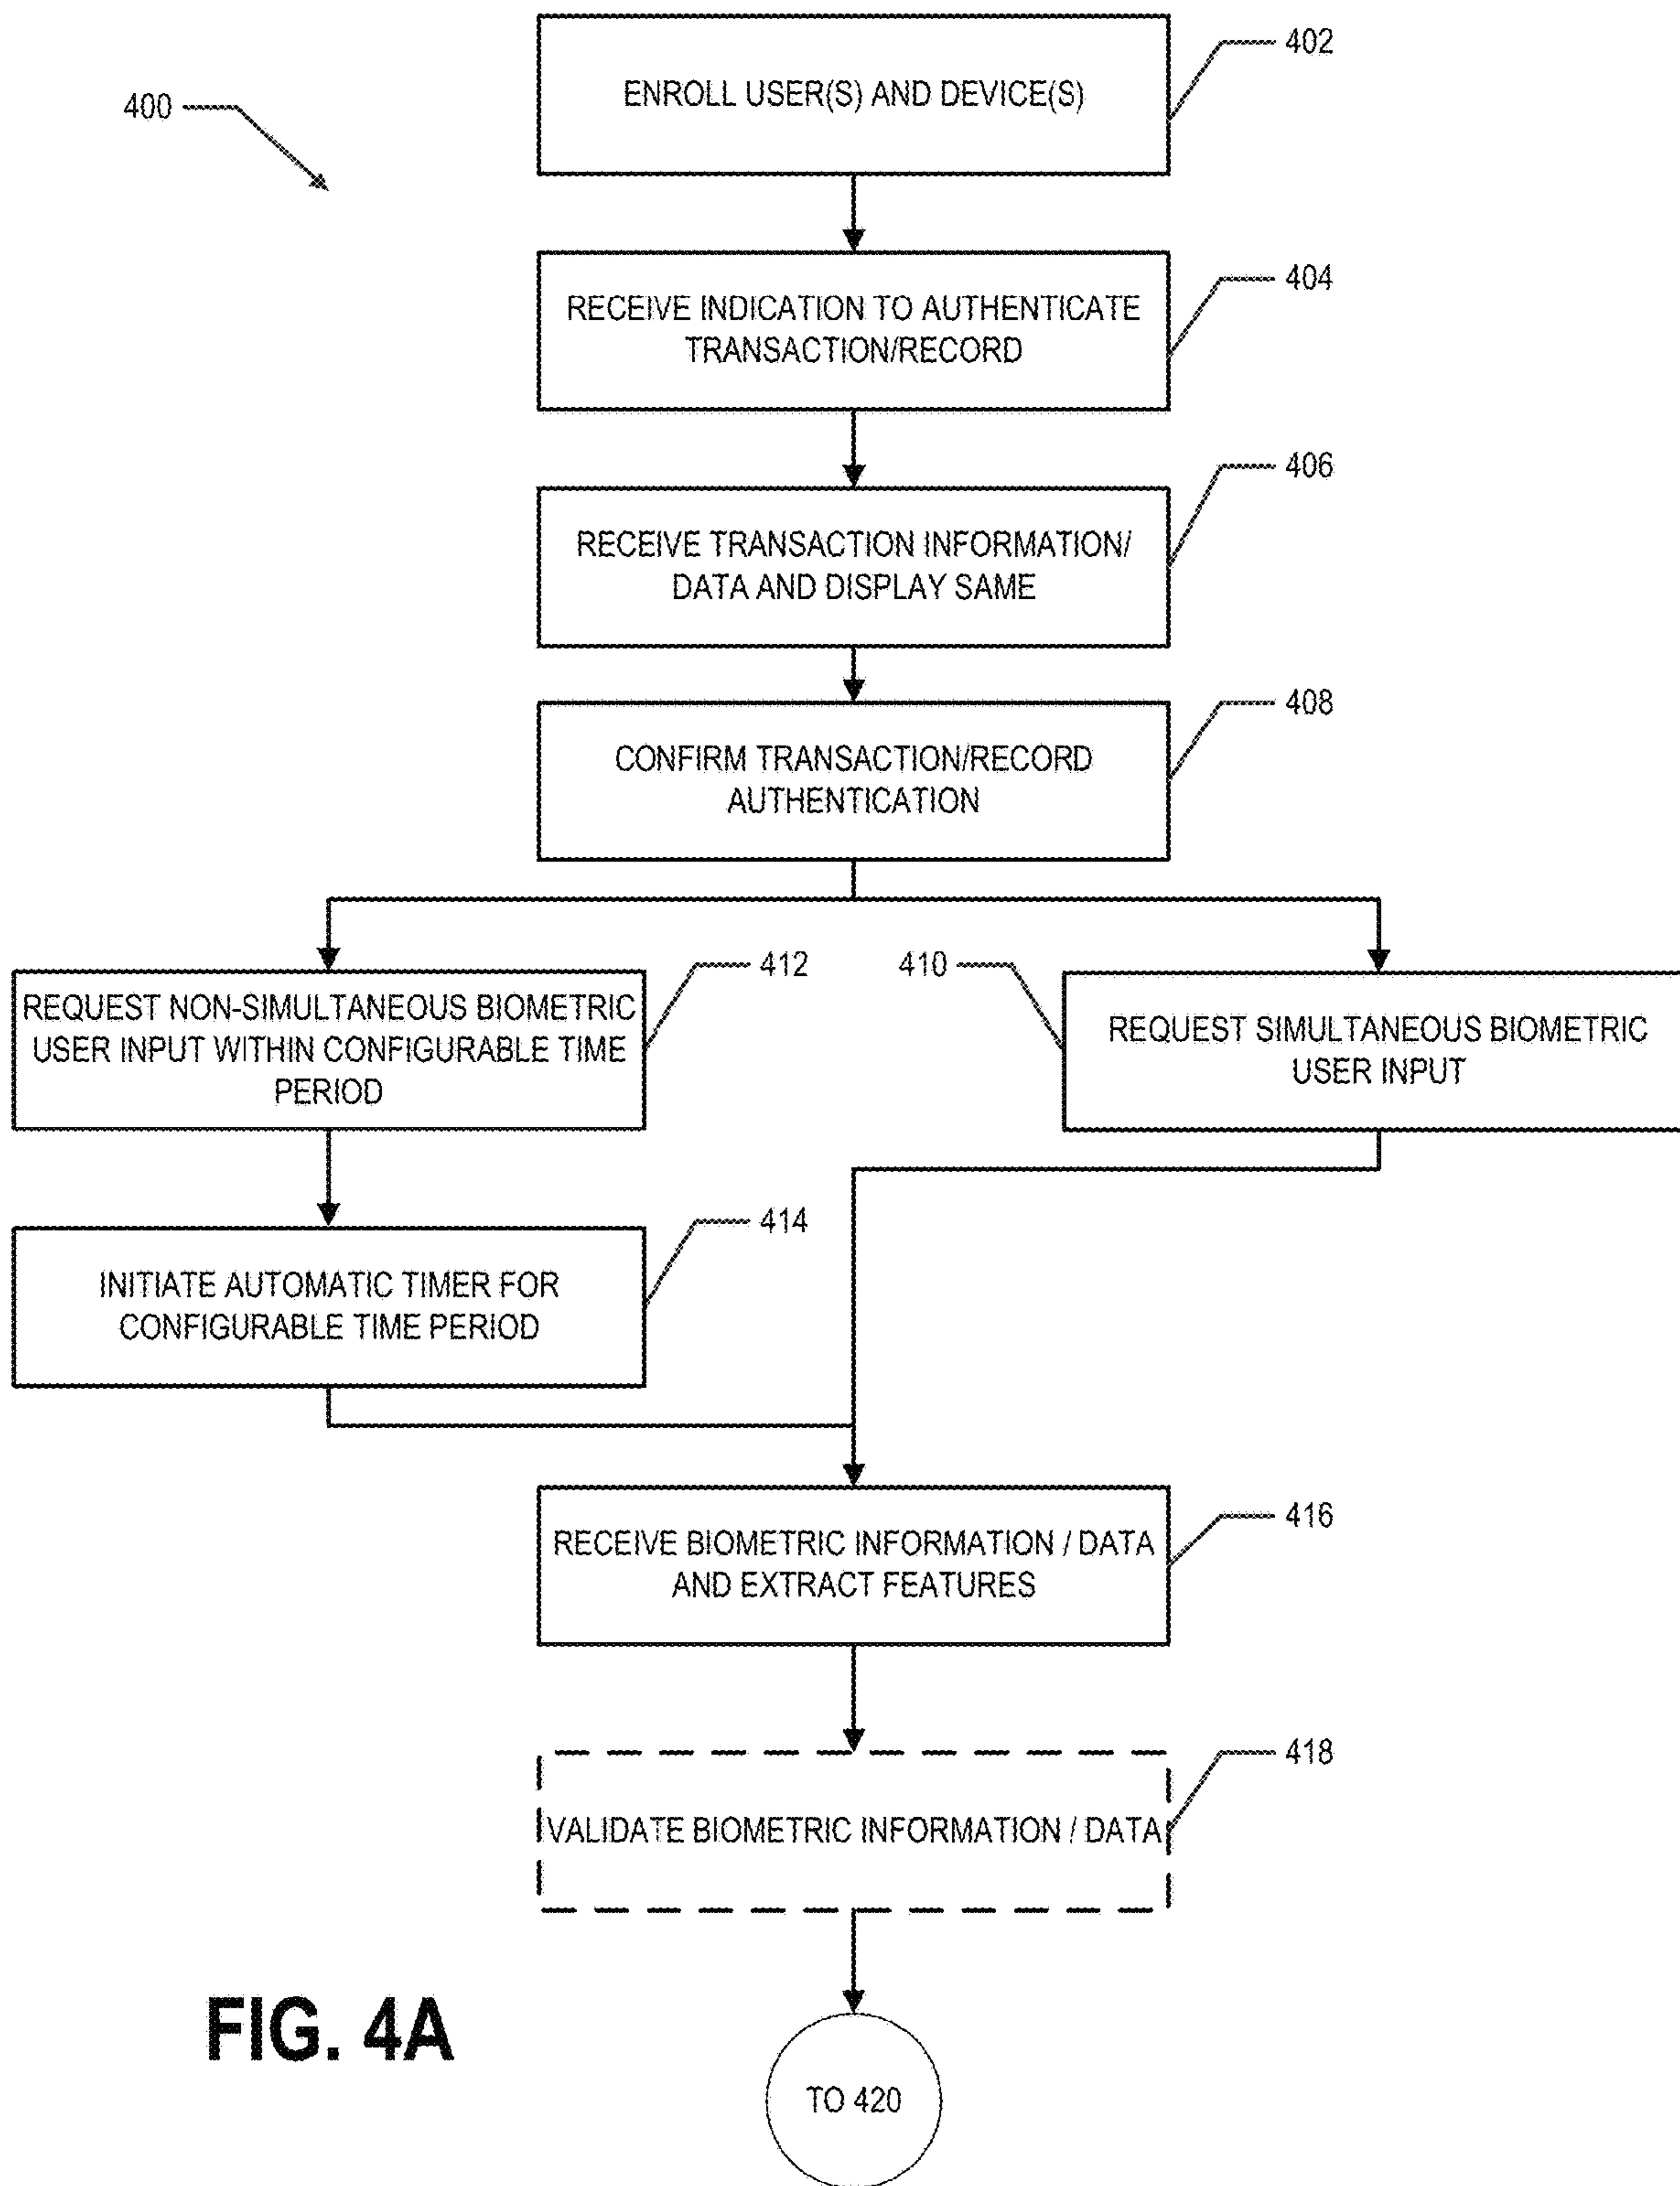 402
ENROLL USER(S) AND DEVICE(S)
400
404
RECEIVE INDICATION TO AUTHENTICATE
TRANSACTION/RECORD
406
RECEIVE TRANSACTION INFORMATION/
DATA AND DISPLAY SAME
408
CONFIRM TRANSACTION/RECORD
AUTHENTICATION
412
410
REQUEST NON-SIMULTANEOUS BIOMETRIC
USER INPUT WITHIN CONFIGURABLE TIME
PERIOD
REQUEST SIMULTANEOUS BIOMETRIC
USER INPUT
414
INITIATE AUTOMATIC TIMER FOR
CONFIGURABLE TIME PERIOD
416
RECEIVE BIOMETRIC INFORMATION / DATA
AND EXTRACT FEATURES
418
VALIDATE BIOMETRIC INFORMATION / DATA
FIG. 4A
TO 420